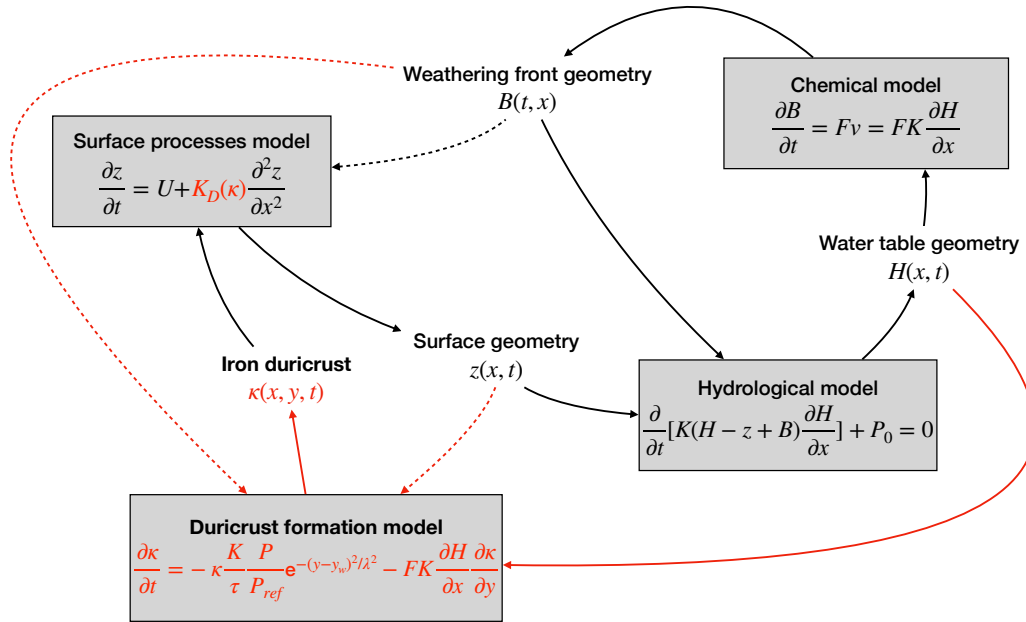 Weathering front geometry
B(t, x)
Chemical model
∂B/∂t = Fv = FK ∂H/∂x
Surface processes model
∂z/∂t = U+K_D(κ) ∂²z/∂x²
Water table geometry
H(x, t)
Surface geometry
z(x, t)
Iron duricrust
κ(x, y, t)
Hydrological model
∂/∂t [K(H − z + B) ∂H/∂x] + P₀ = 0
Duricrust formation model
∂κ/∂t = − κ K/τ P/P_ref e^{−(y−y_w)²/λ²} − FK ∂H/∂x ∂κ/∂y